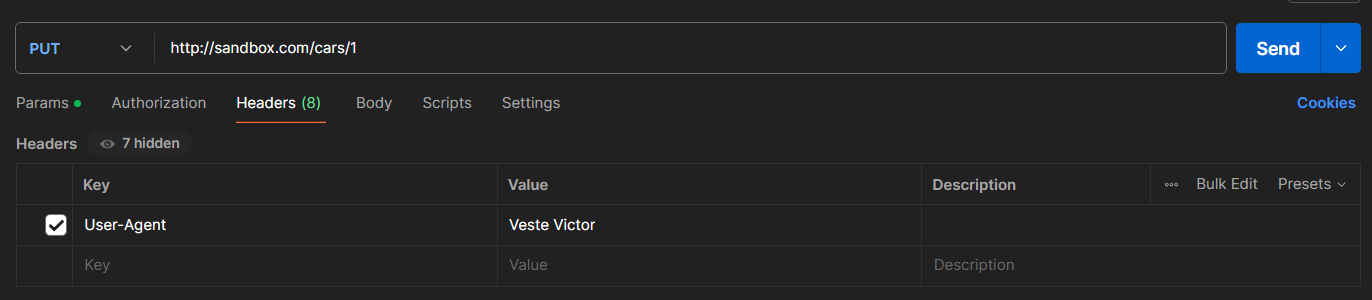 PUT http://sandbox.com/cars/1 Send
Params Authorization Headers (8) Body Scripts Settings Cookies
Headers 7 hidden
Key Value Description ooo Bulk Edit Presets
User-Agent Veste Victor
Key Value Description